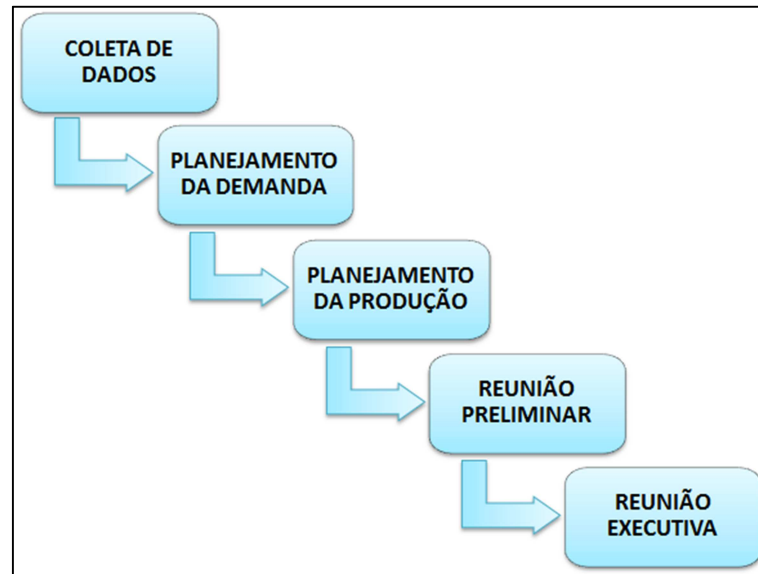 COLETA DE
DADOS
PLANEJAMENTO
DA DEMANDA
PLANEJAMENTO
DA PRODUÇÃO
REUNIÃO
PRELIMINAR
REUNIÃO
EXECUTIVA